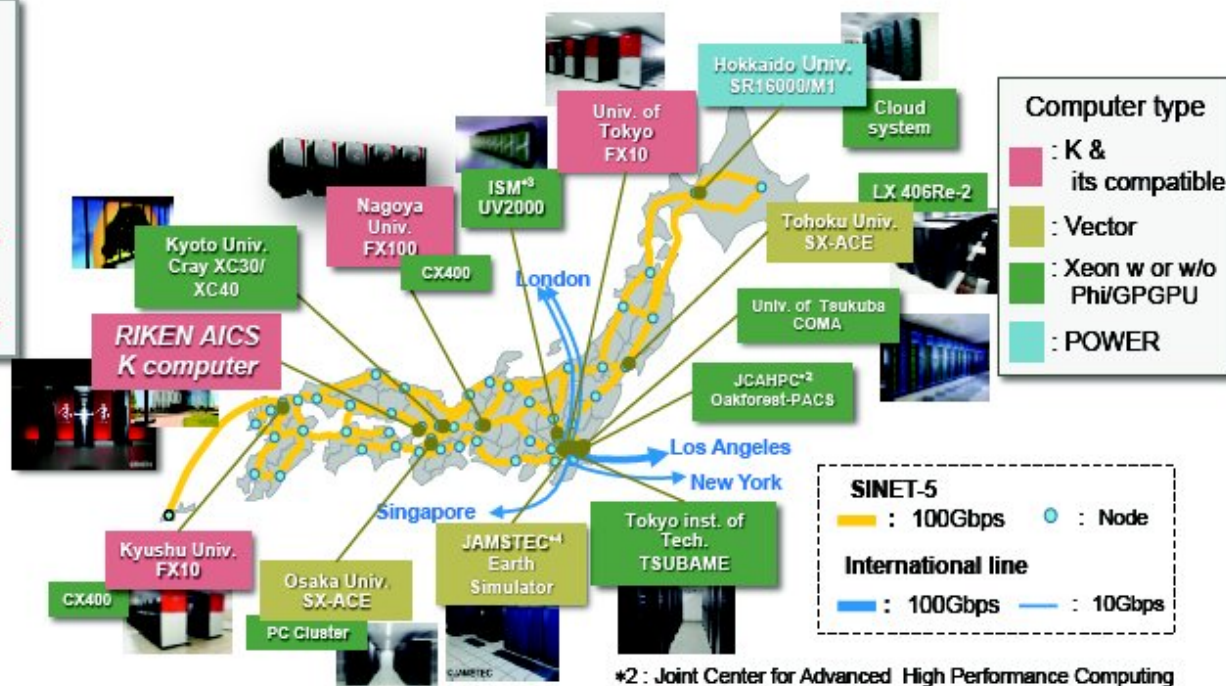 Hokkaido Univ.
SR16000/M1
Cloud
system
Univ. of
Tokyo
FX10
ISM*3
UV2000
Nagoya
Univ.
FX100
CX400
Kyoto Univ.
Cray XC30/
XC40
RIKEN AICS
K computer
London
LX 406Re-2
Tohoku Univ.
SX-ACE
Univ. of Tsukuba
COMA
JCAHPC*2
Oakforest-PACS
Los Angeles
New York
Singapore
Kyushu Univ.
FX10
CX400
Osaka Univ.
SX-ACE
PC Cluster
JAMSTEC*4
Earth
Simulator
©JAMSTEC
Tokyo inst. of
Tech.
TSUBAME
Computer type
: K &
its compatible
: Vector
: Xeon w or w/o
Phi/GPGPU
: POWER
SINET-5
: 100Gbps
: Node
International line
: 100Gbps
: 10Gbps
*2 : Joint Center for Advanced High Performance Computing